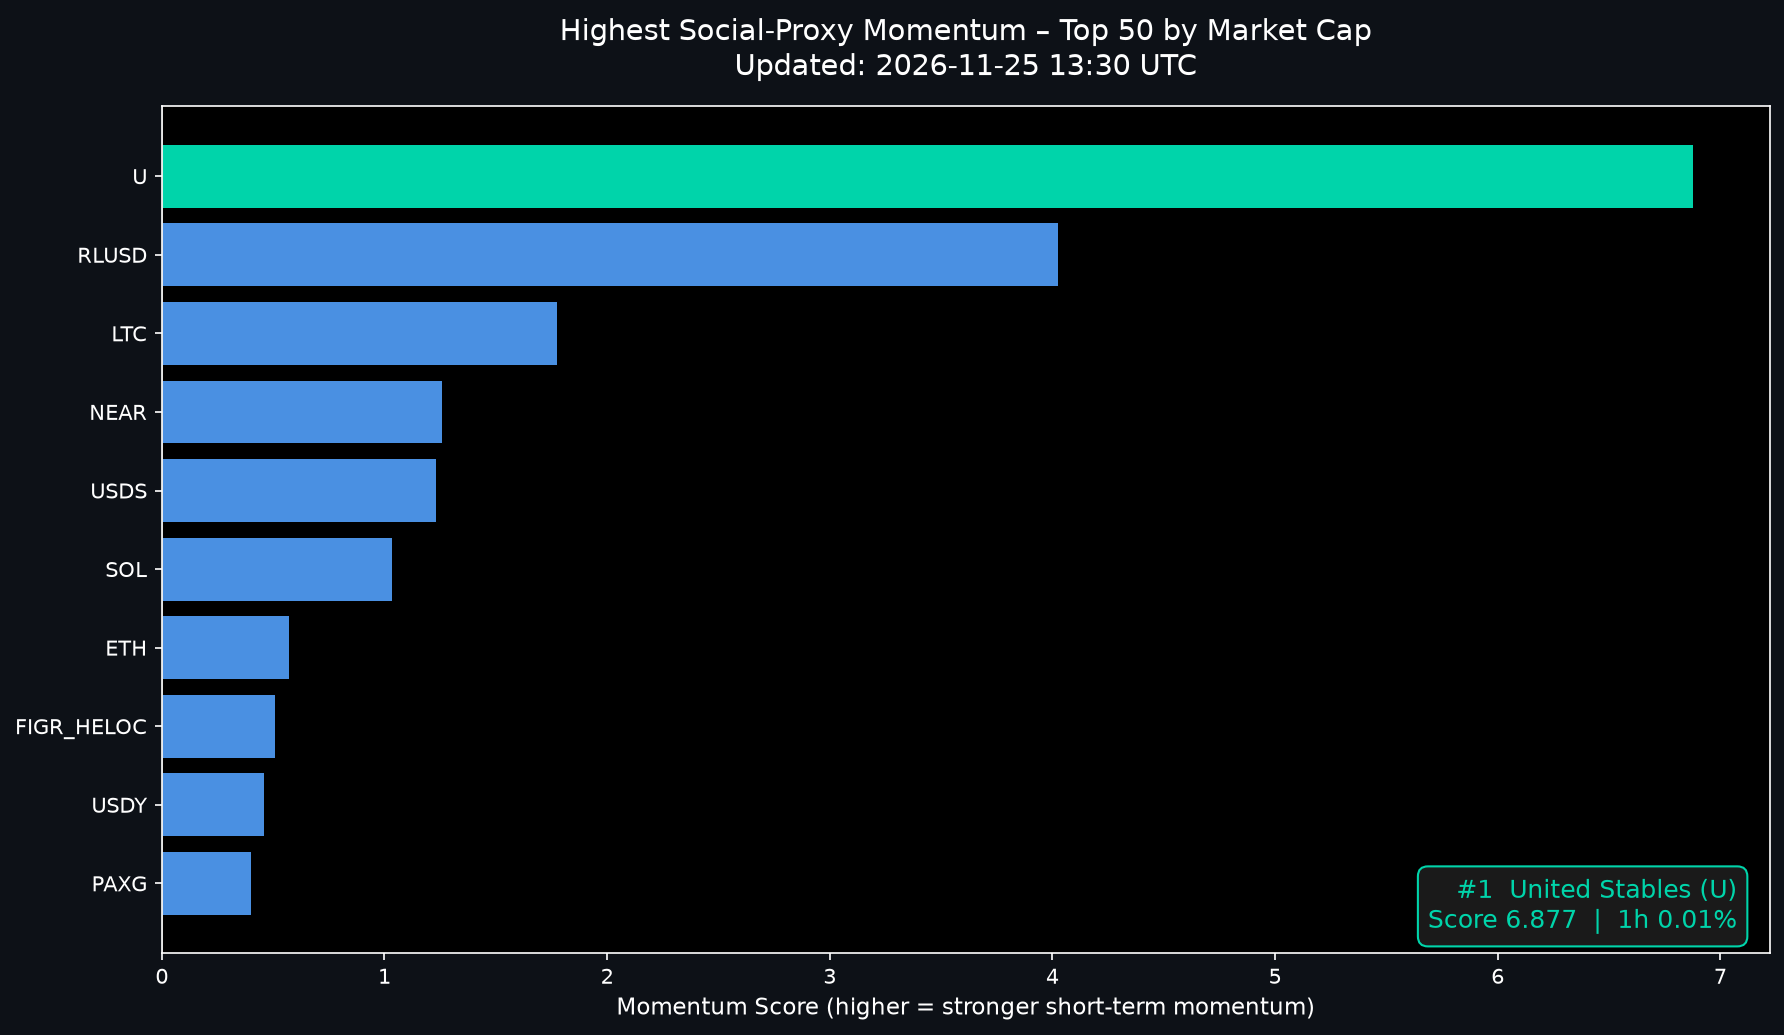 Highest Social-Proxy Momentum – Top 50 by Market Cap
Updated: 2026-11-25 13:30 UTC
U
RLUSD
LTC
NEAR
USDS
SOL
ETH
FIGR_HELOC
USDY
PAXG
#1 United Stables (U)
Score 6.877 | 1h 0.01%
0 1 2 3 4 5 6 7
Momentum Score (higher = stronger short-term momentum)